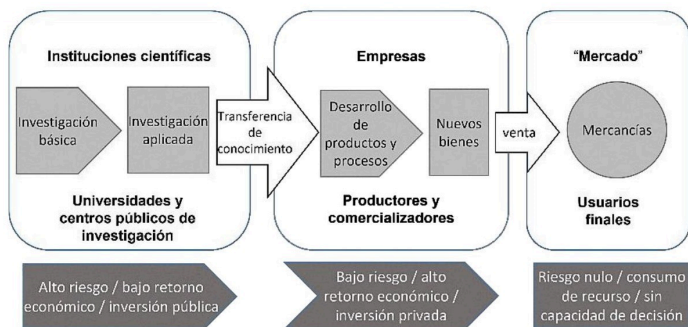 Instituciones científicas
Investigación
básica
Investigación
aplicada
Universidades y
centros públicos de
investigación
Transferencia
de
conocimiento
Empresas
Desarrollo
de
productos y
procesos
Nuevos
bienes
Productores y
comercializadores
venta
“Mercado”
Mercancías
Usuarios
finales
Alto riesgo / bajo retorno
económico / inversión pública
Bajo riesgo / alto
retorno económico /
inversión privada
Riesgo nulo / consumo
de recurso / sin
capacidad de decisión